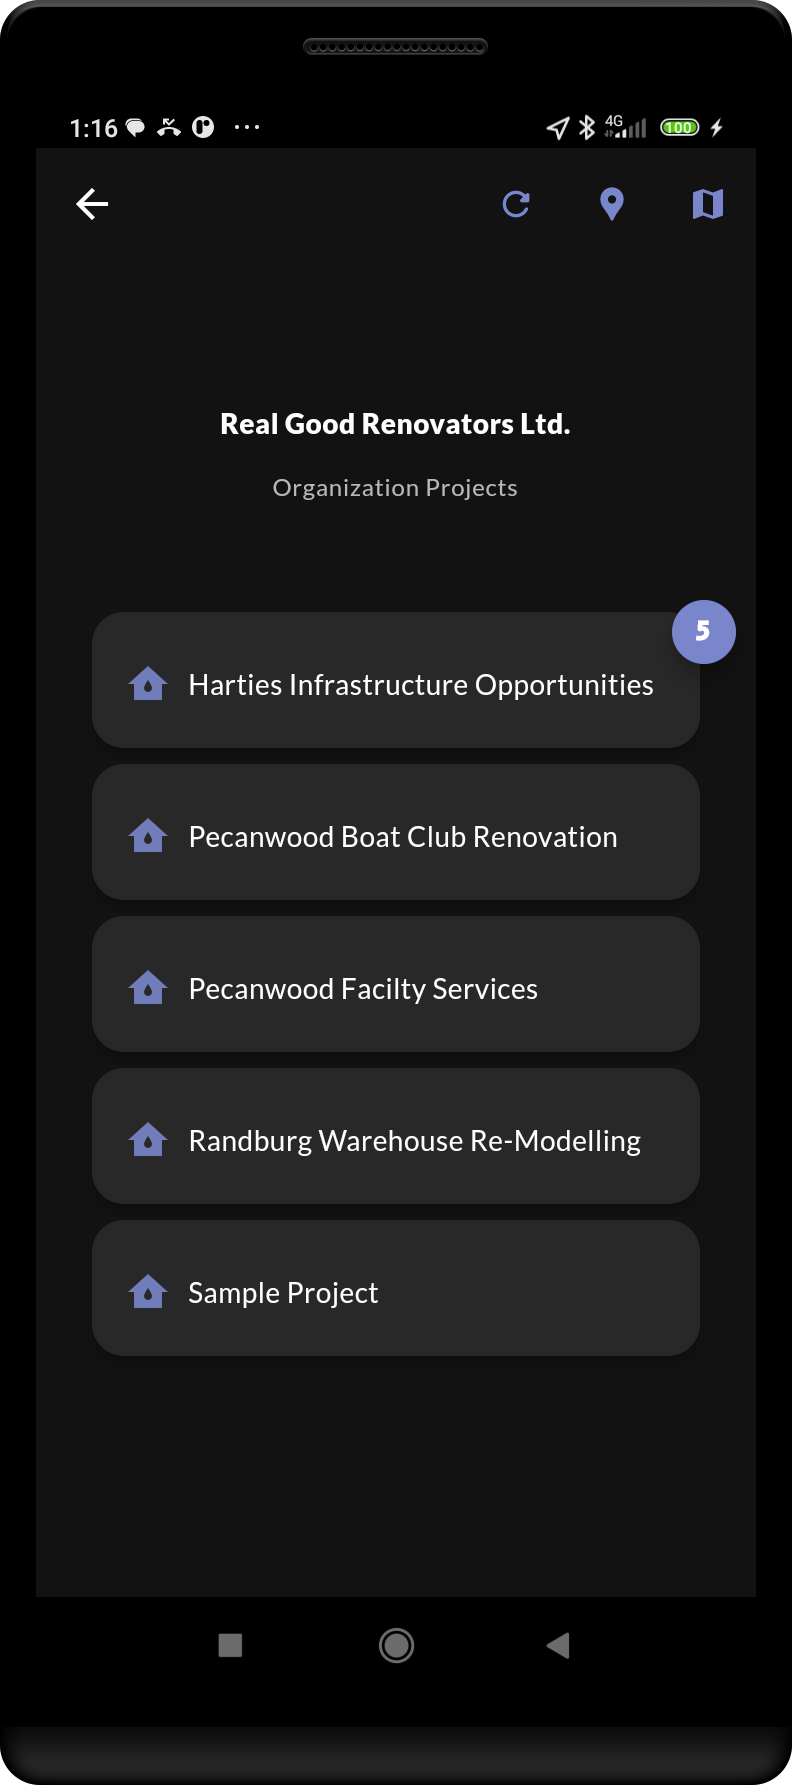 1:16
4G
100
Real Good Renovators Ltd.
Organization Projects
5
Harties Infrastructure Opportunities
Pecanwood Boat Club Renovation
Pecanwood Facilty Services
Randburg Warehouse Re-Modelling
Sample Project